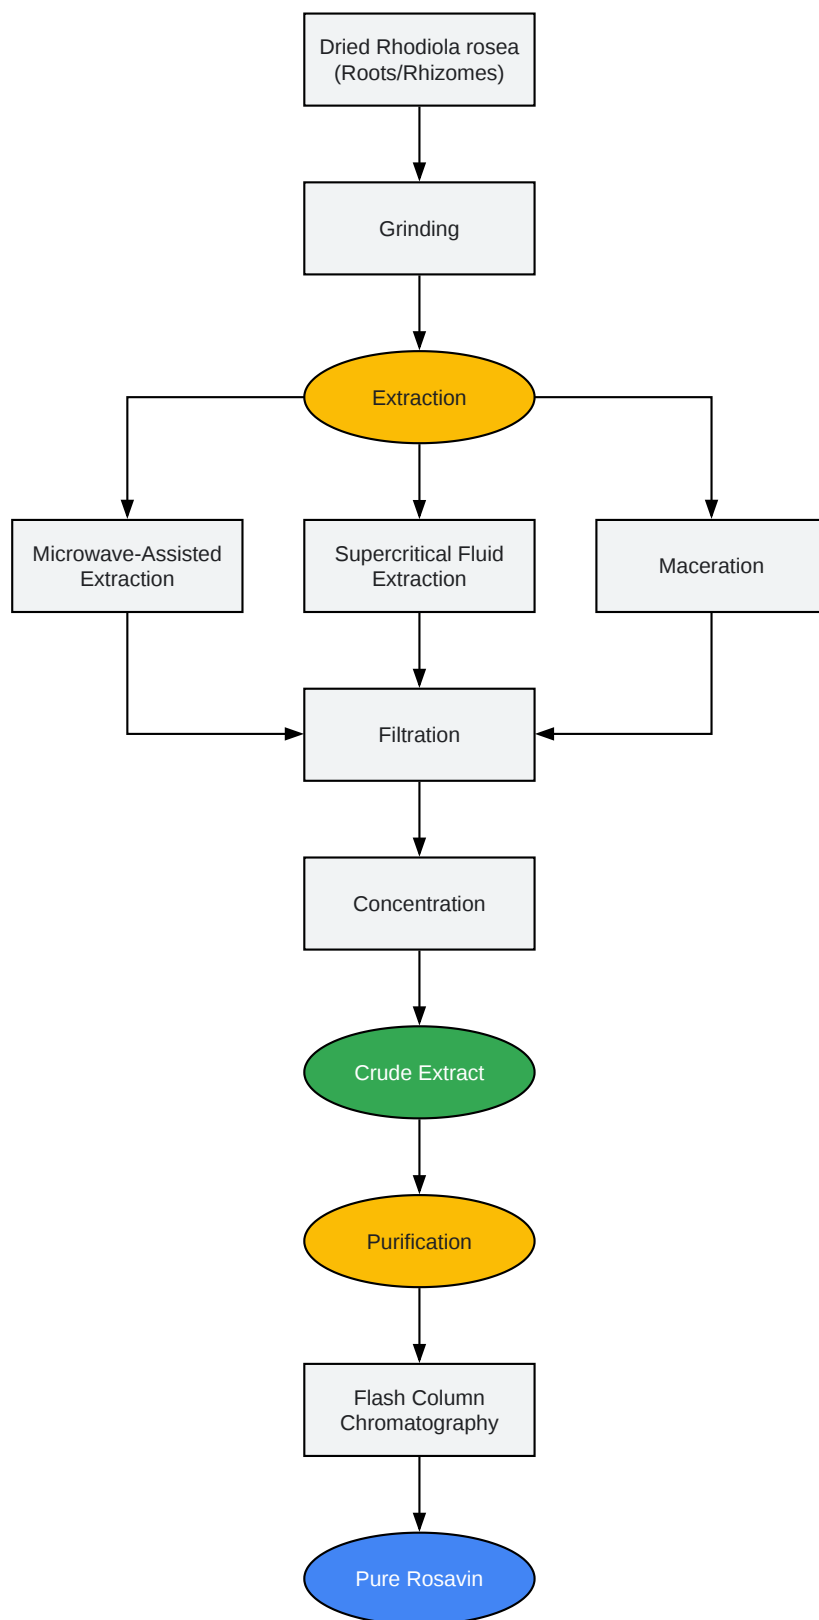 Dried Rhodiola rosea
(Roots/Rhizomes)
Grinding
Extraction
Microwave-Assisted
Extraction
Supercritical Fluid
Extraction
Maceration
Filtration
Concentration
Crude Extract
Purification
Flash Column
Chromatography
Pure Rosavin